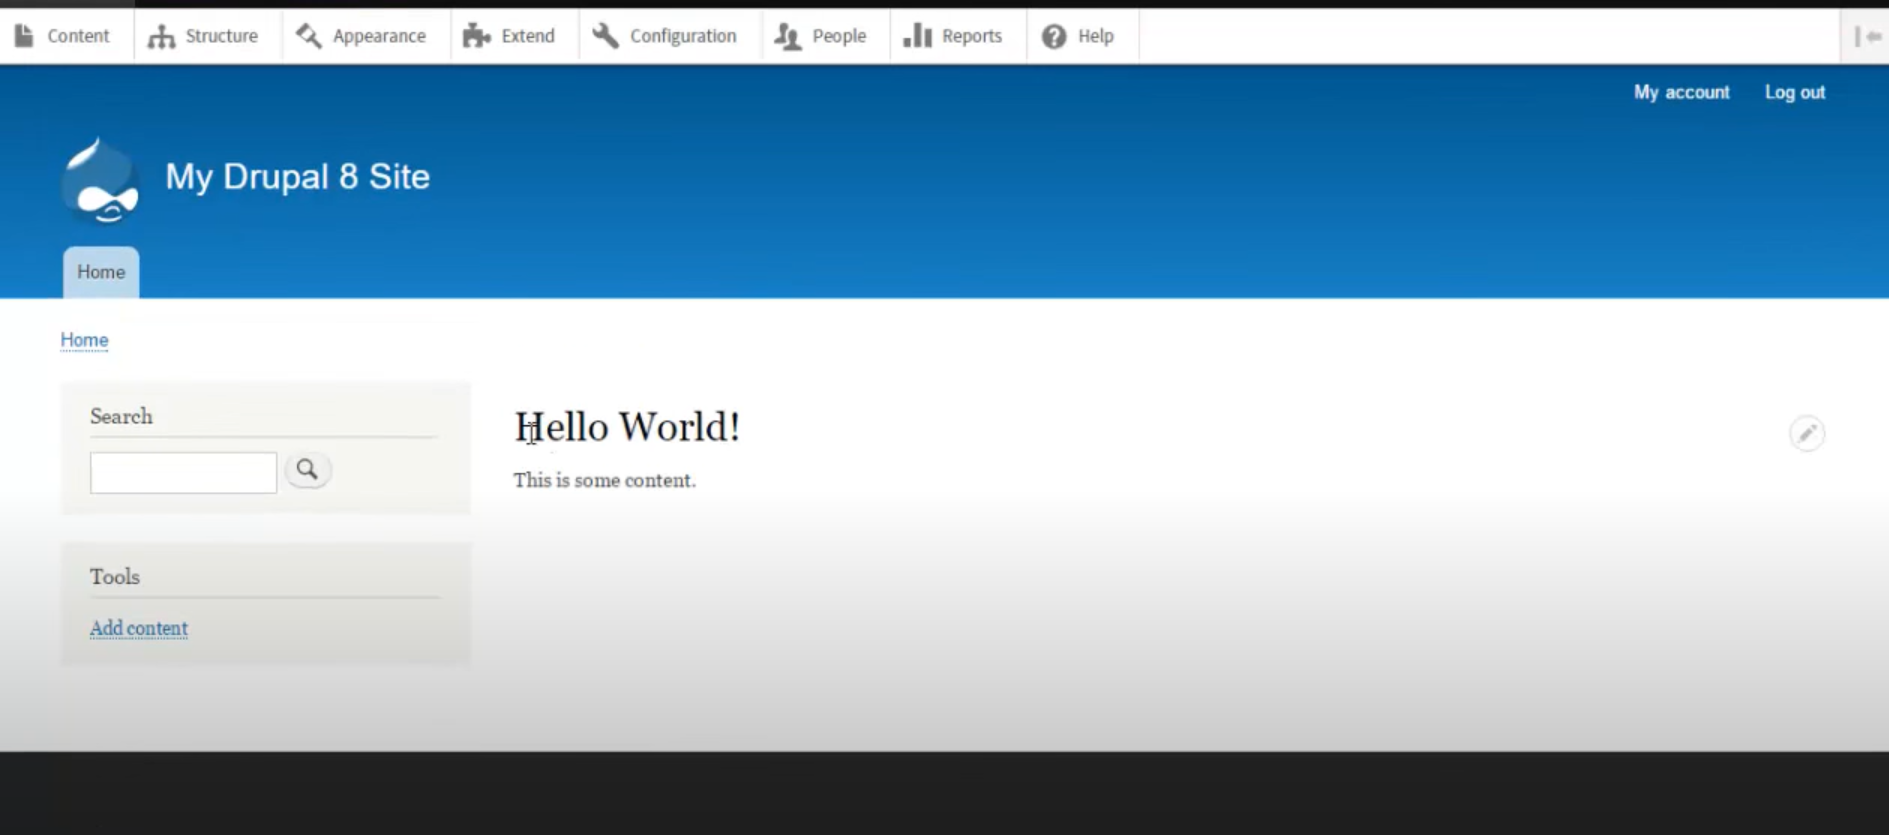 Content Structure Appearance Extend Configuration People Reports Help
My account Log out
My Drupal 8 Site
Home
Home
Search
Hello World!
This is some content.
Tools
Add content